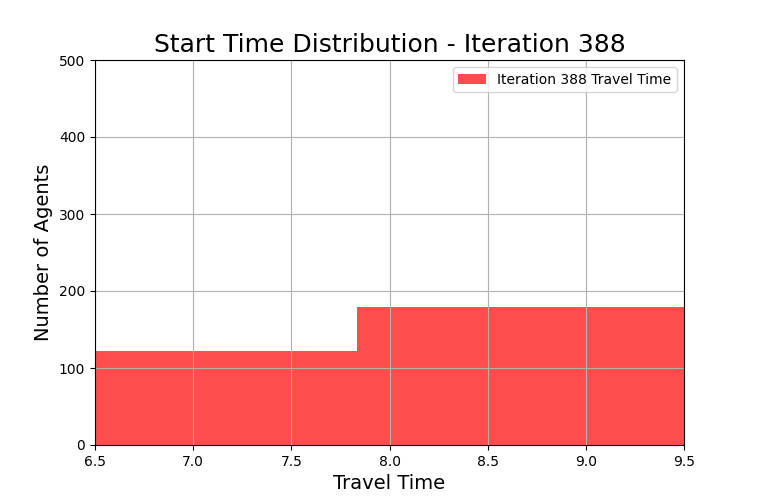 Start Time Distribution - Iteration 388
Iteration 388 Travel Time
Number of Agents
500
400
300
200
100
0
6.5 7.0 7.5 8.0 8.5 9.0 9.5
Travel Time